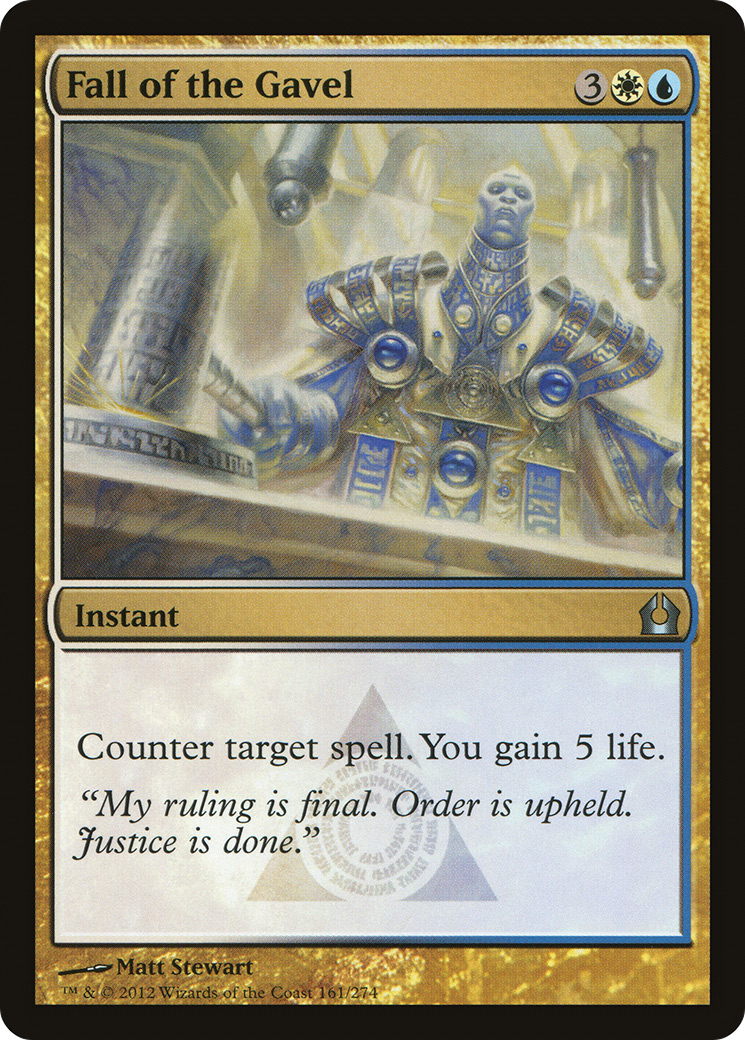 Fall of the Gavel 3
Instant
Counter target spell. You gain 5 life.
“My ruling is final. Order is upheld.
Justice is done.”
Matt Stewart
™ & © 2012 Wizards of the Coast 161/274